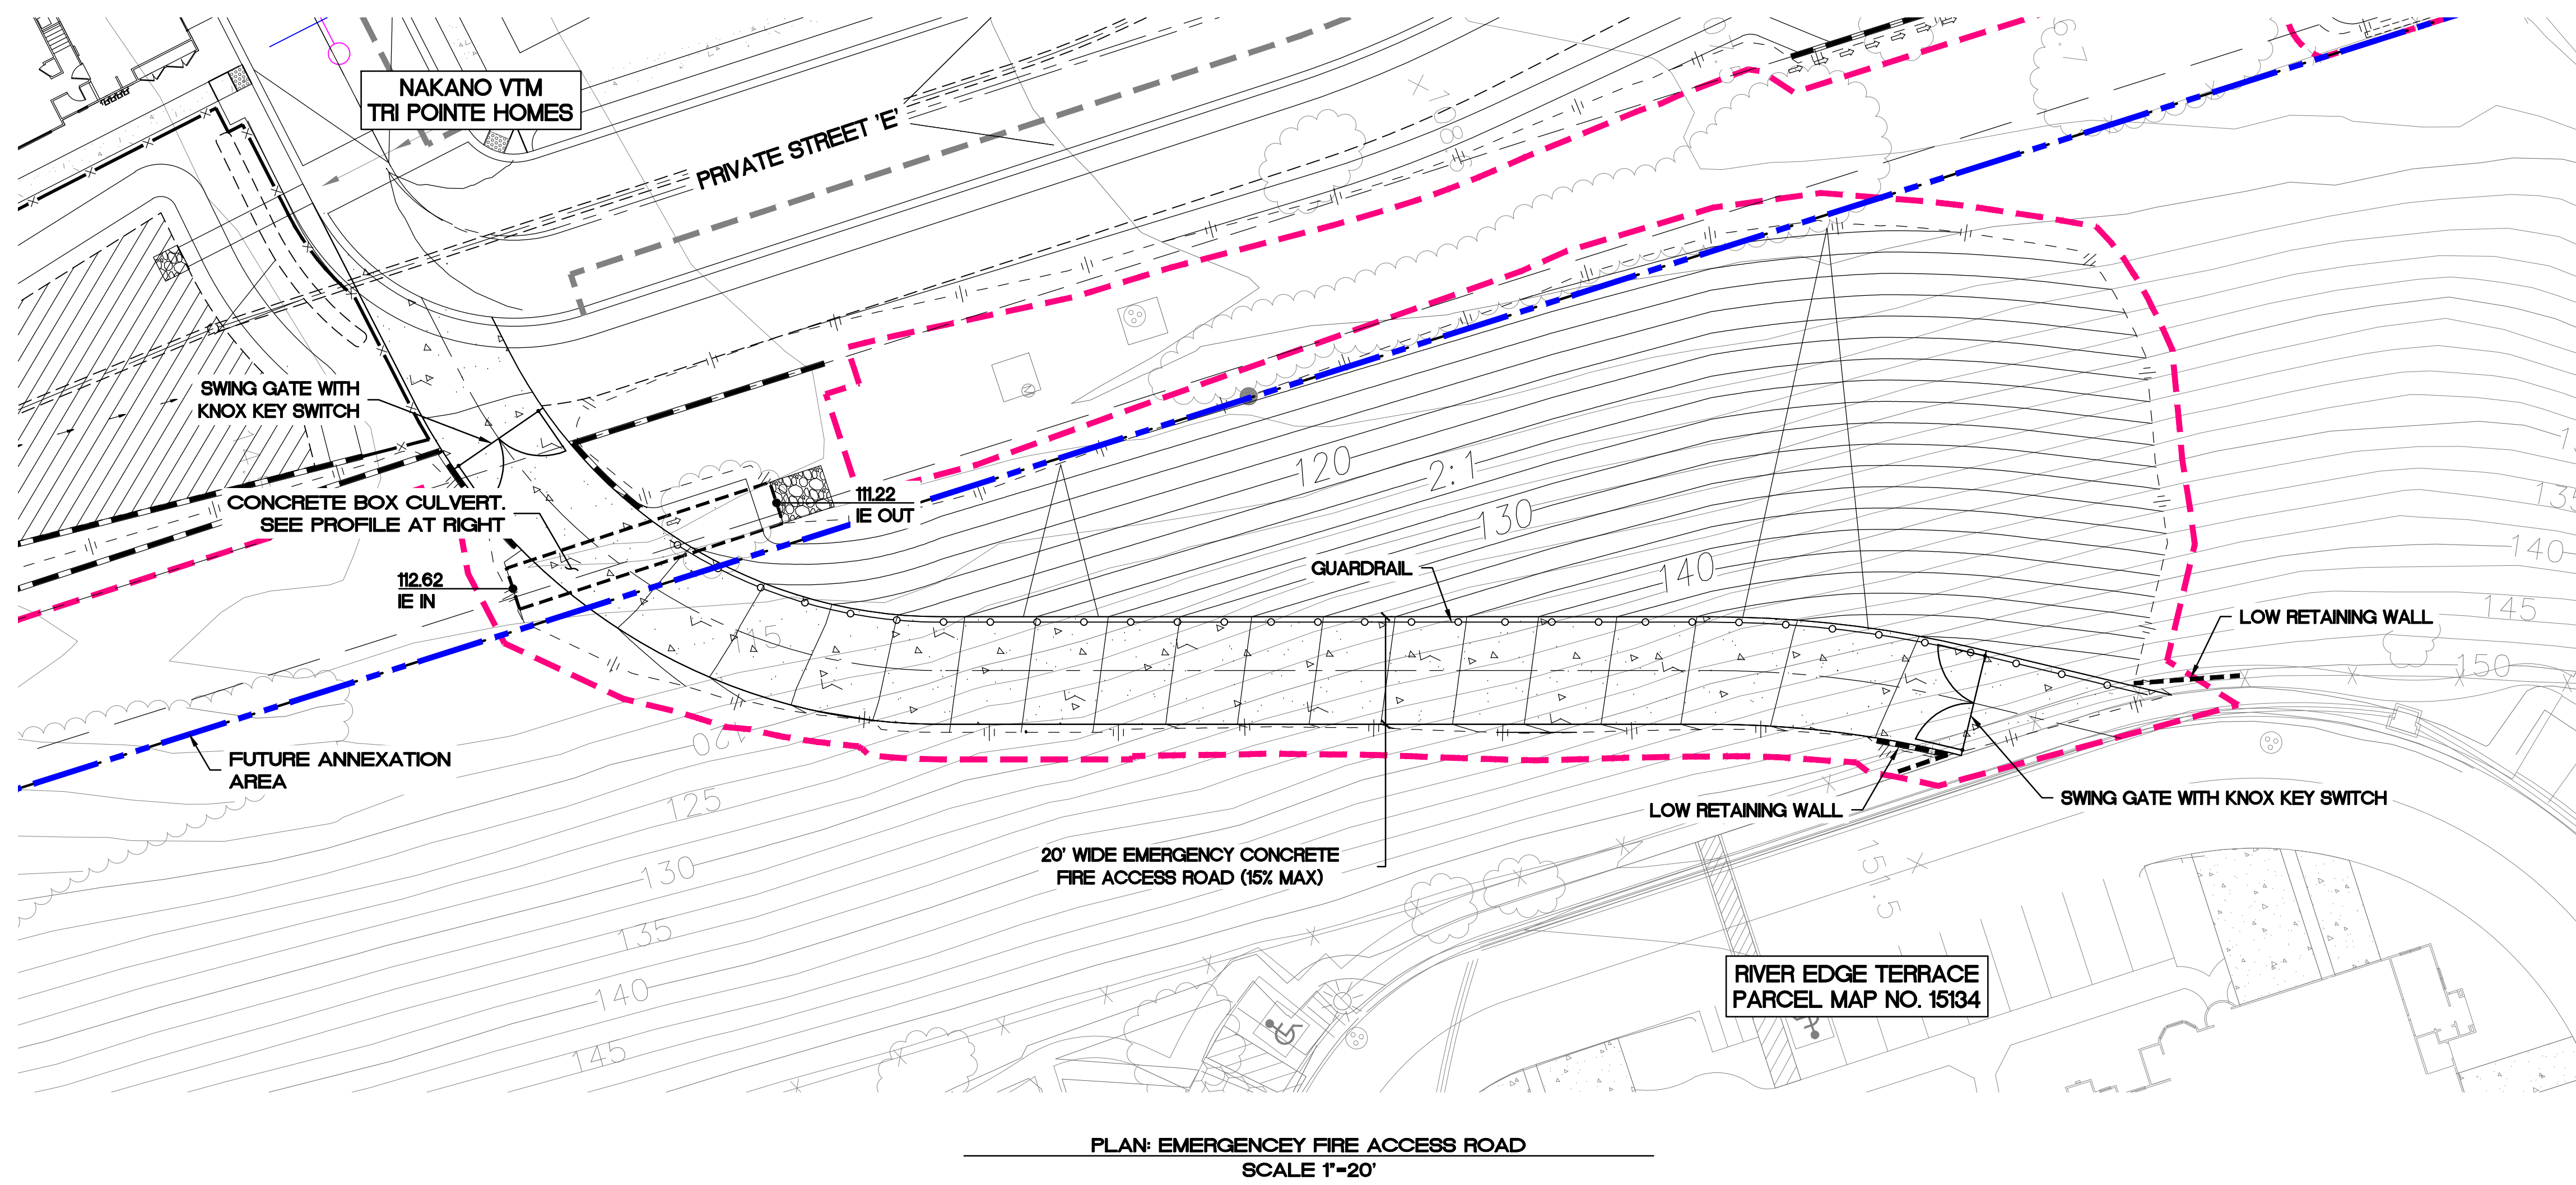 NAKANO VTM
TRI POINTE HOMES
PRIVATE STREET 'E'
108.5
SWING GATE WITH
KNOX KEY SWITCH
CONCRETE BOX CULVERT.
SEE PROFILE AT RIGHT
111.22
IE OUT
112.62
IE IN
120
2:1
130
140
GUARDRAIL
135
140
145
150
LOW RETAINING WALL
115
120
125
130
135
140
145
FUTURE ANNEXATION
AREA
LOW RETAINING WALL
SWING GATE WITH KNOX KEY SWITCH
20' WIDE EMERGENCY CONCRETE
FIRE ACCESS ROAD (15% MAX)
151.5
RIVER EDGE TERRACE
PARCEL MAP NO. 15134
PLAN: EMERGENCEY FIRE ACCESS ROAD
SCALE 1"=20'